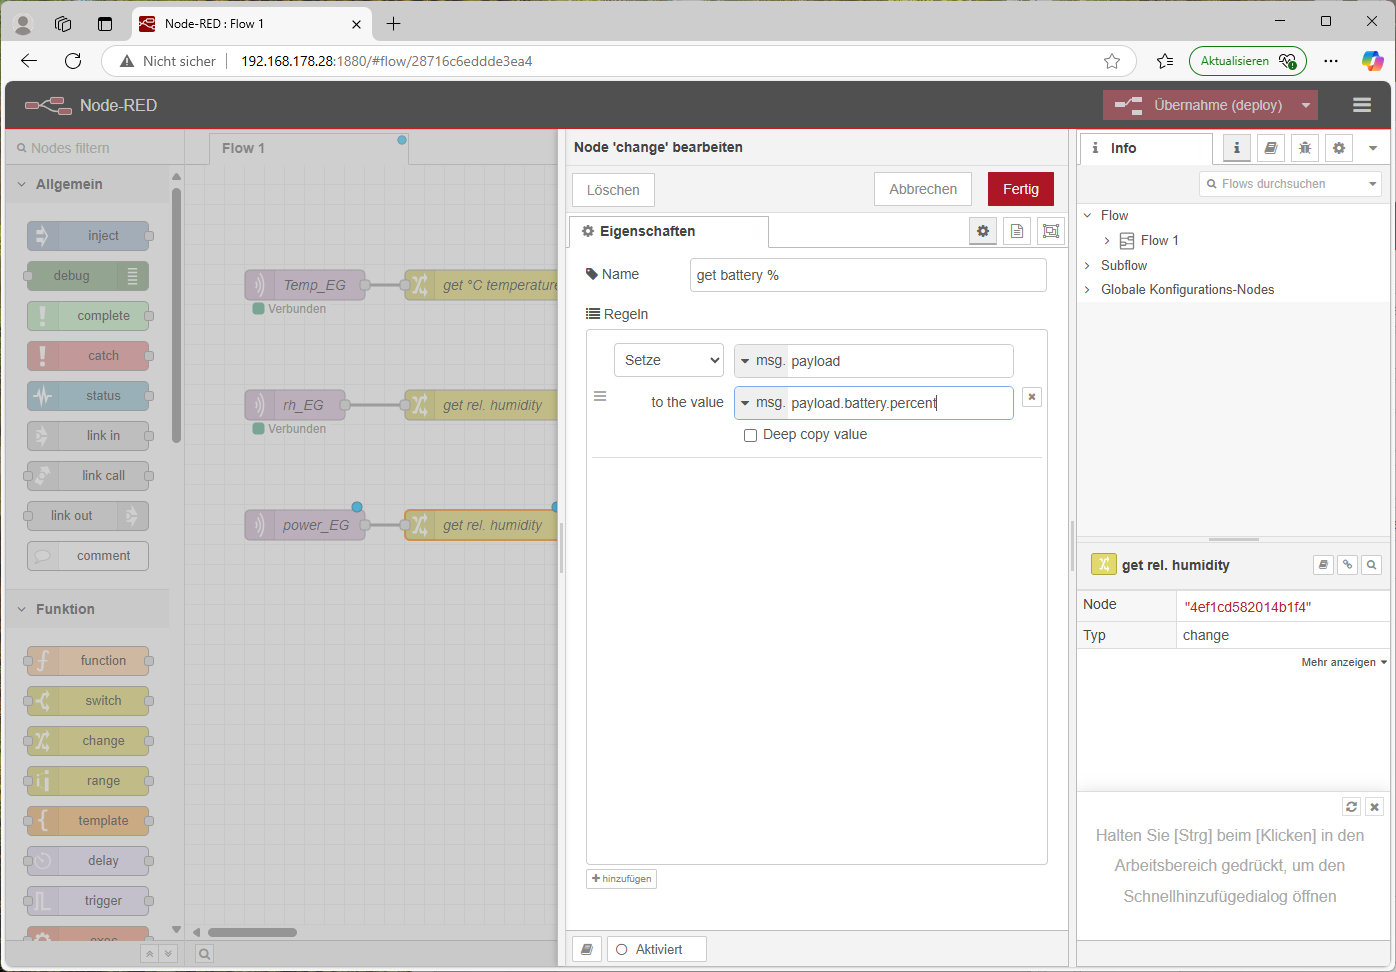 Node-RED : Flow 1
Nicht sicher
192.168.178.28:1880/#flow/28716c6eddde3ea4
Aktualisieren
Node-RED
Übernahme (deploy)
Nodes filtern
Allgemein
inject
debug
complete
catch
status
link in
link call
link out
comment
Funktion
function
switch
change
range
template
delay
trigger
exec
Flow 1
Temp_EG
get °C temperature
Verbunden
rh_EG
get rel. humidity
Verbunden
power_EG
get rel. humidity
Node 'change' bearbeiten
Löschen
Abbrechen
Fertig
Eigenschaften
Name
get battery %
Regeln
Setze
msg. payload
to the value
msg. payload.battery.percent
Deep copy value
hinzufügen
Aktiviert
Info
Flows durchsuchen
Flow
Flow 1
Subflow
Globale Konfigurations-Nodes
get rel. humidity
Node
"4ef1cd582014b1f4"
Typ
change
Mehr anzeigen
Halten Sie [Strg] beim [Klicken] in den
Arbeitsbereich gedrückt, um den
Schnellhinzufügedialog öffnen